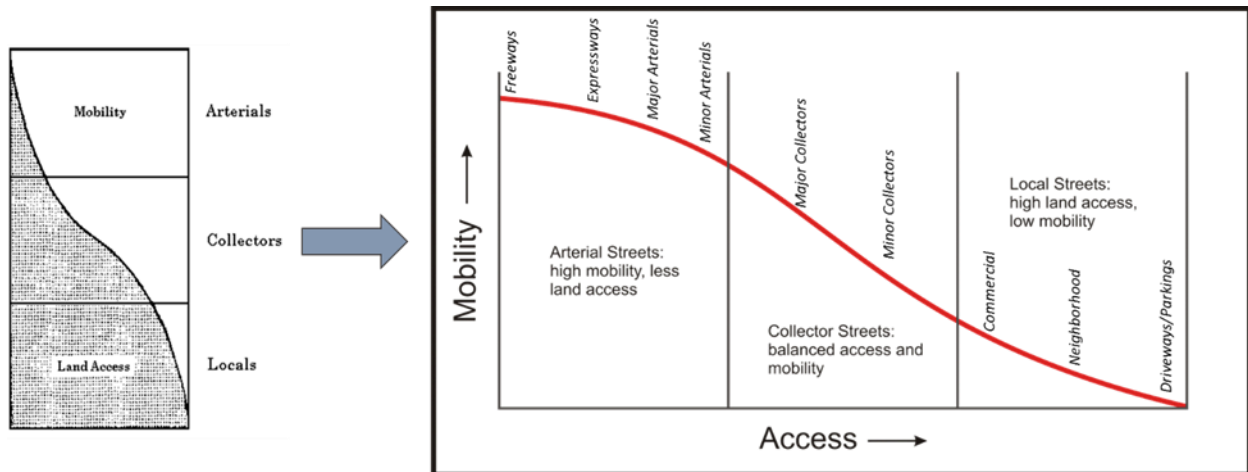 Mobility
Arterials
Collectors
Land Access
Locals
Mobility
Freeways
Expressways
Major Arterials
Minor Arterials
Major Collectors
Minor Collectors
Commercial
Neighborhood
Driveways/Parkings
Arterial Streets:
high mobility, less
land access
Collector Streets:
balanced access and
mobility
Local Streets:
high land access,
low mobility
Access